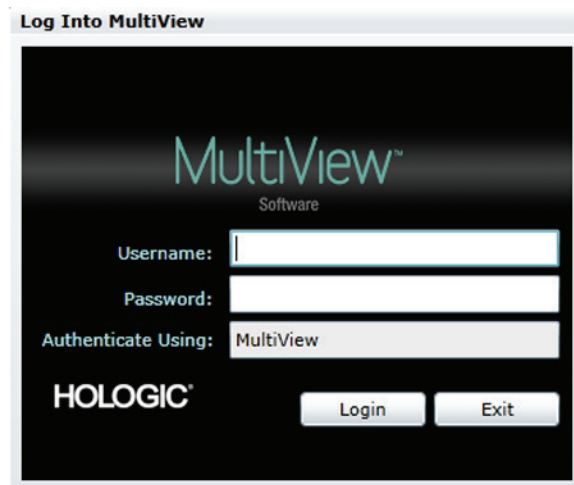 Log Into MultiView
MultiView™
Software
Username:
Password:
Authenticate Using: MultiView
HOLOGIC®
Login Exit